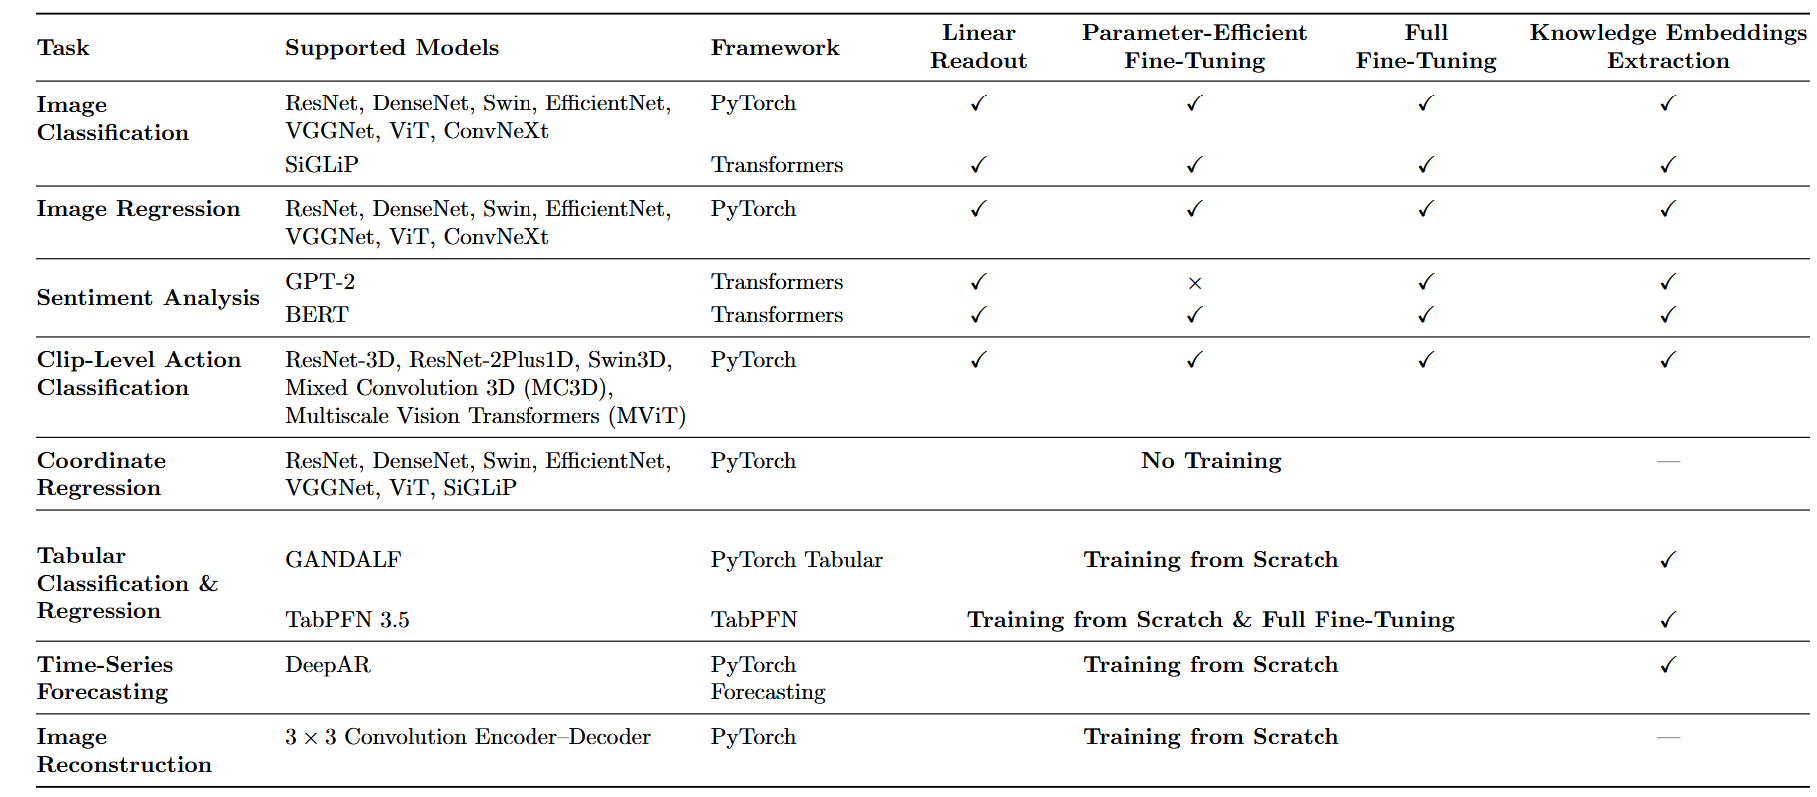 Task Supported Models Framework Linear Readout Parameter-Efficient Fine-Tuning Full Fine-Tuning Knowledge Embeddings Extraction
Image Classification
ResNet, DenseNet, Swin, EfficientNet, PyTorch ✓ ✓ ✓ ✓
VGGNet, ViT, ConvNeXt
SiGLiP Transformers ✓ ✓ ✓ ✓
Image Regression ResNet, DenseNet, Swin, EfficientNet, PyTorch ✓ ✓ ✓ ✓
VGGNet, ViT, ConvNeXt
Sentiment Analysis
GPT-2 Transformers ✓ × ✓ ✓
BERT Transformers ✓ ✓ ✓ ✓
Clip-Level Action Classification
ResNet-3D, ResNet-2Plus1D, Swin3D, PyTorch ✓ ✓ ✓ ✓
Mixed Convolution 3D (MC3D),
Multiscale Vision Transformers (MViT)
Coordinate Regression
ResNet, DenseNet, Swin, EfficientNet, PyTorch No Training —
VGGNet, ViT, SiGLiP
Tabular Classification & Regression
GANDALF PyTorch Tabular Training from Scratch ✓
TabPFN 3.5 TabPFN Training from Scratch & Full Fine-Tuning ✓
Time-Series Forecasting
DeepAR PyTorch Forecasting Training from Scratch ✓
Image Reconstruction
3 × 3 Convolution Encoder–Decoder PyTorch Training from Scratch —